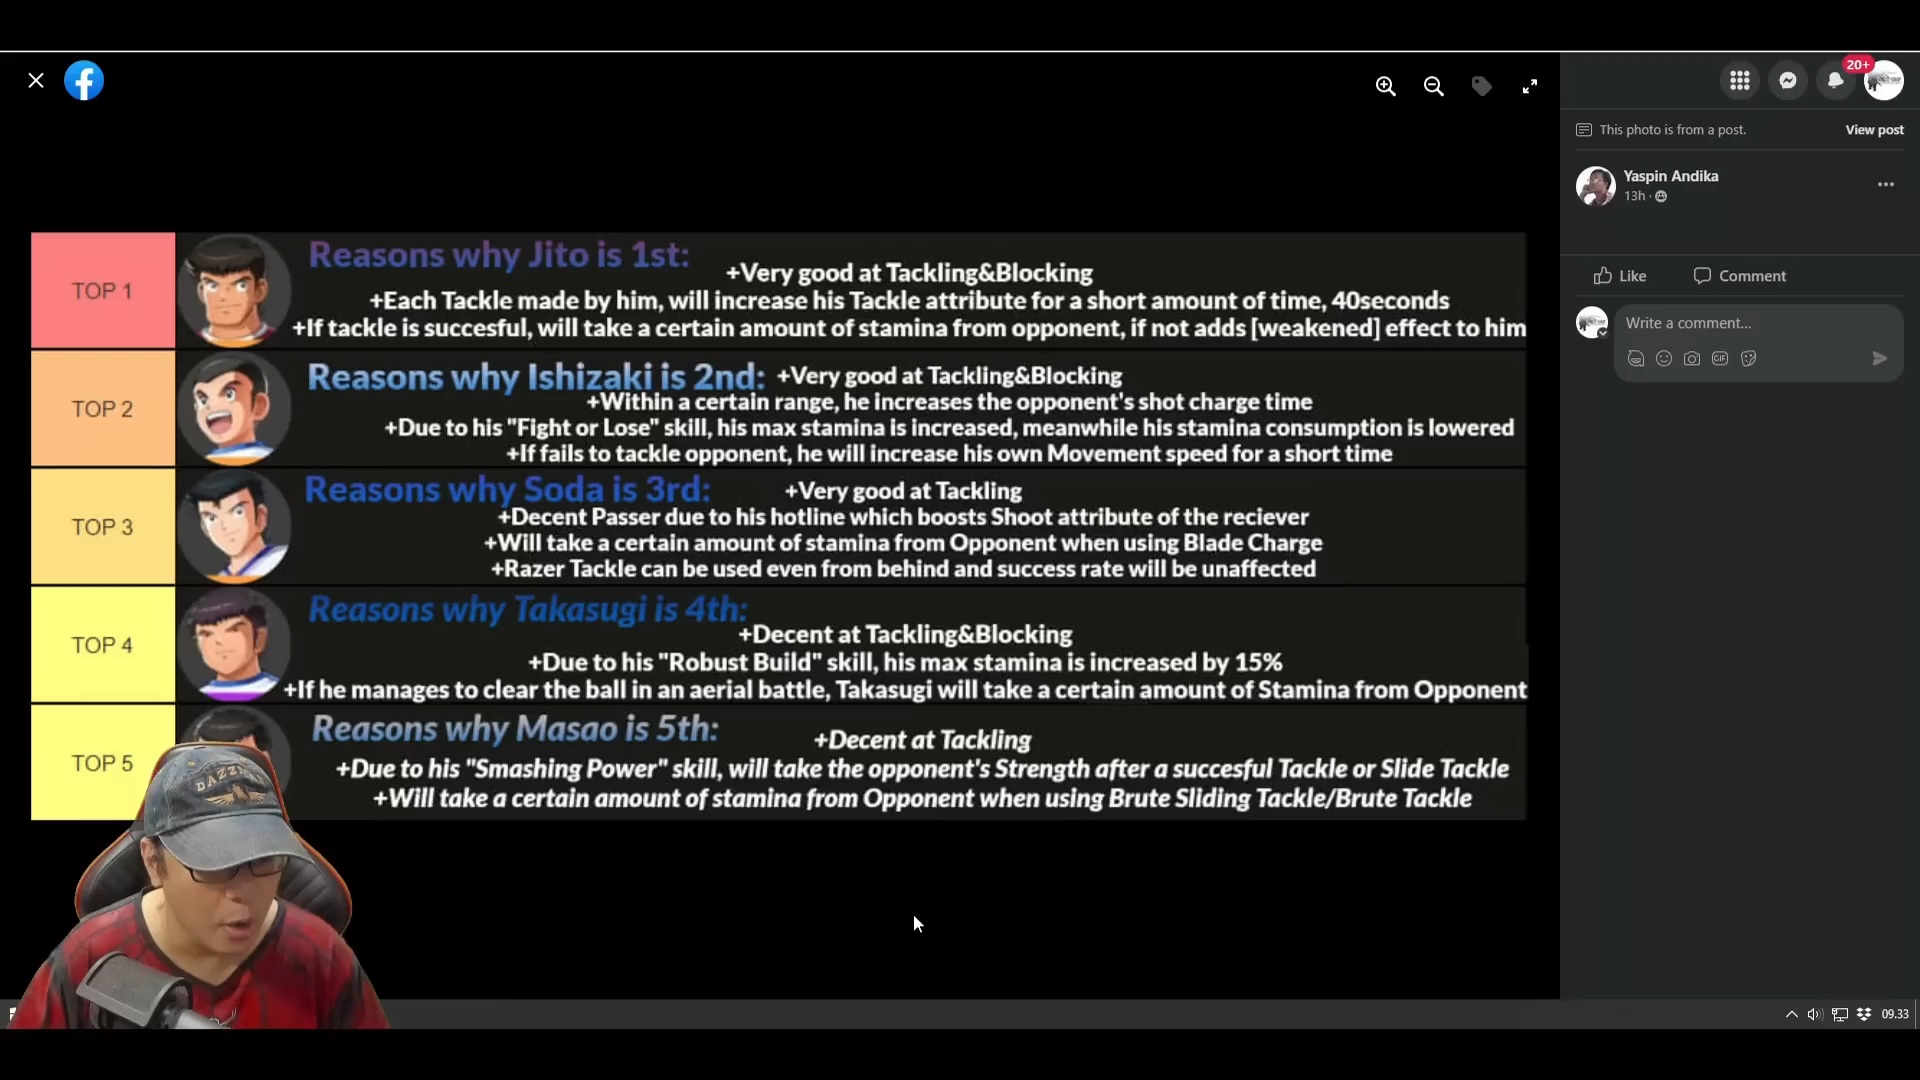 20+
This photo is from a post.
View post
Yaspin Andika
13h ·
Like
Comment
Write a comment...
GIF
TOP 1
Reasons why Jito is 1st:
+Very good at Tackling&Blocking
+Each Tackle made by him, will increase his Tackle attribute for a short amount of time, 40seconds
+If tackle is succesful, will take a certain amount of stamina from opponent, if not adds [weakened] effect to him
TOP 2
Reasons why Ishizaki is 2nd: +Very good at Tackling&Blocking
+Within a certain range, he increases the opponent's shot charge time
+Due to his "Fight or Lose" skill, his max stamina is increased, meanwhile his stamina consumption is lowered
+If fails to tackle opponent, he will increase his own Movement speed for a short time
TOP 3
Reasons why Soda is 3rd: +Very good at Tackling
+Decent Passer due to his hotline which boosts Shoot attribute of the reciever
+Will take a certain amount of stamina from Opponent when using Blade Charge
+Razer Tackle can be used even from behind and success rate will be unaffected
TOP 4
Reasons why Takasugi is 4th:
+Decent at Tackling&Blocking
+Due to his "Robust Build" skill, his max stamina is increased by 15%
+If he manages to clear the ball in an aerial battle, Takasugi will take a certain amount of Stamina from Opponent
TOP 5
Reasons why Masao is 5th:
+Decent at Tackling
+Due to his "Smashing Power" skill, will take the opponent's Strength after a succesful Tackle or Slide Tackle
+Will take a certain amount of stamina from Opponent when using Brute Sliding Tackle/Brute Tackle
09.33